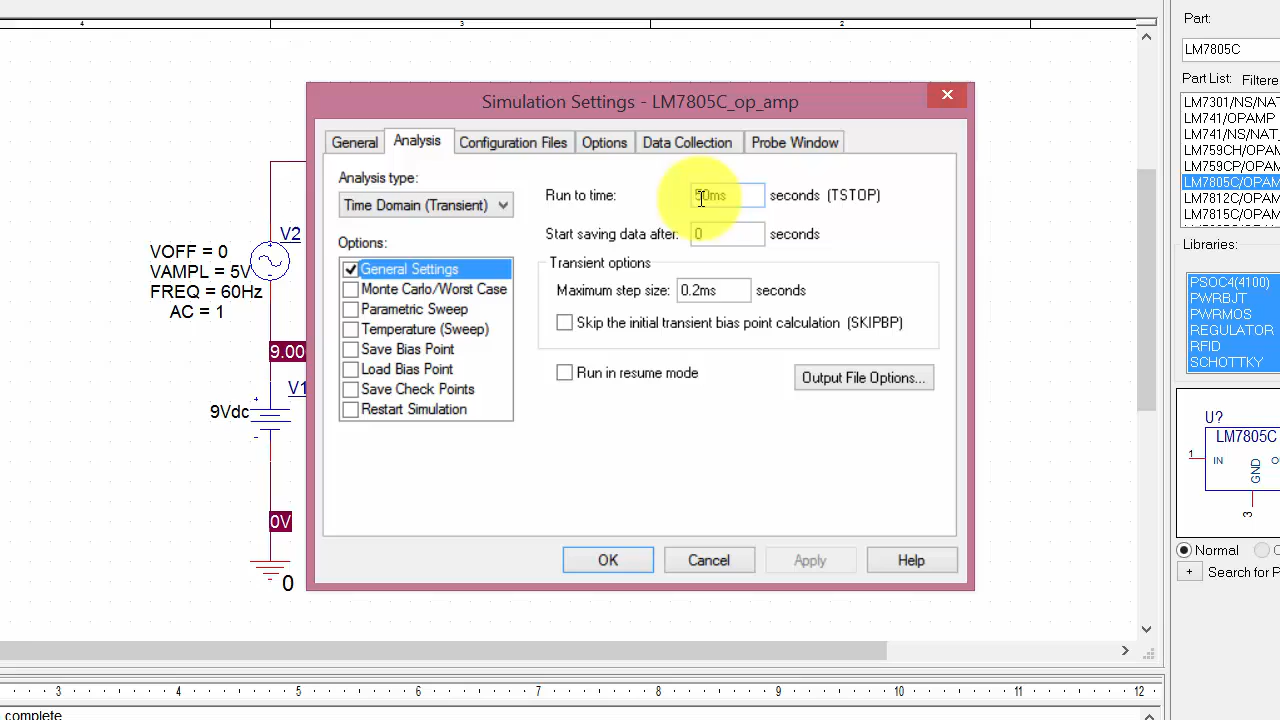 4 3 2
Part:
LM7805C
Part List: Filtere
LM7301/NS/NAT
LM741/OPAMP
LM741/NS/NAT
LM759CH/OPAM
LM759CP/OPAM
LM7805C/OPAM
LM7812C/OPAM
LM7815C/OPAM
Libraries:
PSOC4(4100)
PWRBJT
PWRMOS
REGULATOR
RFID
SCHOTTKY
U?
LM7805C
1 IN GND O
3
Normal
+ Search for P
Simulation Settings - LM7805C_op_amp
General Analysis Configuration Files Options Data Collection Probe Window
Analysis type:
Time Domain (Transient)
Options:
General Settings
Monte Carlo/Worst Case
Parametric Sweep
Temperature (Sweep)
Save Bias Point
Load Bias Point
Save Check Points
Restart Simulation
Run to time: 50ms seconds (TSTOP)
Start saving data after: 0 seconds
Transient options
Maximum step size: 0.2ms seconds
Skip the initial transient bias point calculation (SKIPBP)
Run in resume mode
Output File Options...
OK Cancel Apply Help
V2
VOFF = 0
VAMPL = 5V
FREQ = 60Hz
AC = 1
9.00
V1
9Vdc
0V
0
3 4 5 6 7 8 9 10 11 12
complete